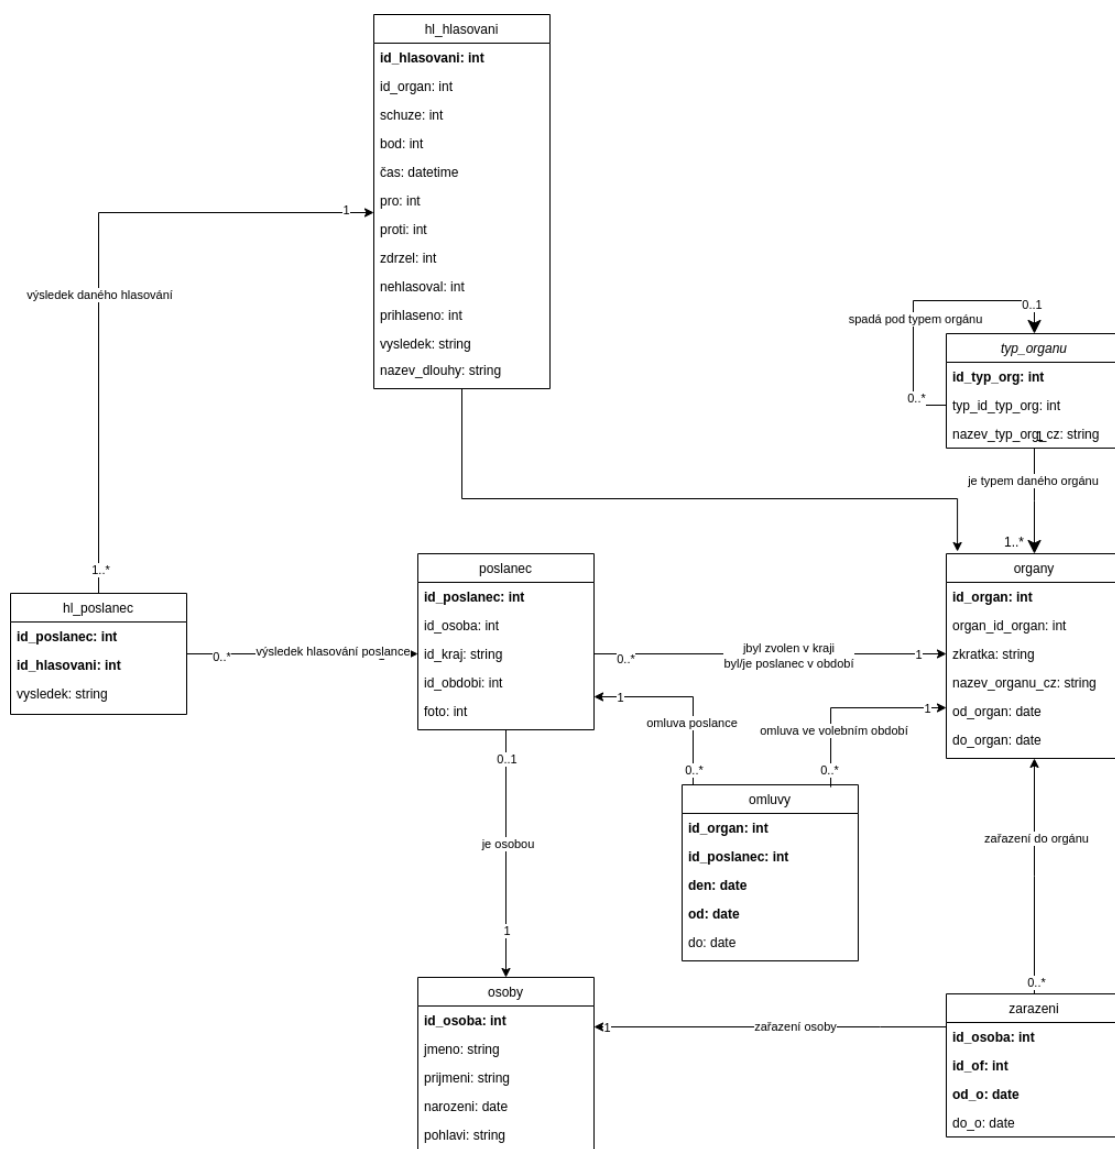 hl_hlasovani
id_hlasovani: int
id_organ: int
schuze: int
bod: int
čas: datetime
pro: int
proti: int
zdrzel: int
nehlasoval: int
prihlaseno: int
vysledek: string
nazev_dlouhy: string
1
výsledek daného hlasování
1..*
0..1
spadá pod typem orgánu
0..*
typ_organu
id_typ_org: int
typ_id_typ_org: int
nazev_typ_org_cz: string
1
je typem daného orgánu
1..*
hl_poslanec
id_poslanec: int
id_hlasovani: int
vysledek: string
0..*
výsledek hlasování poslance
poslanec
id_poslanec: int
id_osoba: int
id_kraj: string
id_obdobi: int
foto: int
0..*
jbyl zvolen v kraji
byl/je poslanec v období
1
organy
id_organ: int
organ_id_organ: int
zkratka: string
nazev_organu_cz: string
od_organ: date
do_organ: date
1
omluva poslance
0..*
1
omluva ve volebním období
0..*
omluvy
id_organ: int
id_poslanec: int
den: date
od: date
do: date
0..1
je osobou
1
zařazení do orgánu
0..*
osoby
id_osoba: int
jmeno: string
prijmeni: string
narozeni: date
pohlavi: string
1
zařazení osoby
zarazeni
id_osoba: int
id_of: int
od_o: date
do_o: date